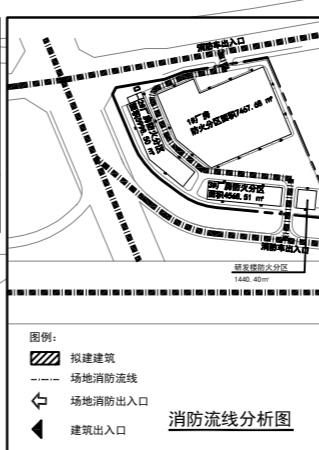 消防车出入口
1#厂房
防火分区面积7467.68 ㎡
厂房防火分区
面积4566.51 ㎡
消防车出入口
研发楼防火分区
1440.40㎡
图例:
拟建建筑
场地消防流线
场地消防出入口
建筑出入口
消防流线分析图